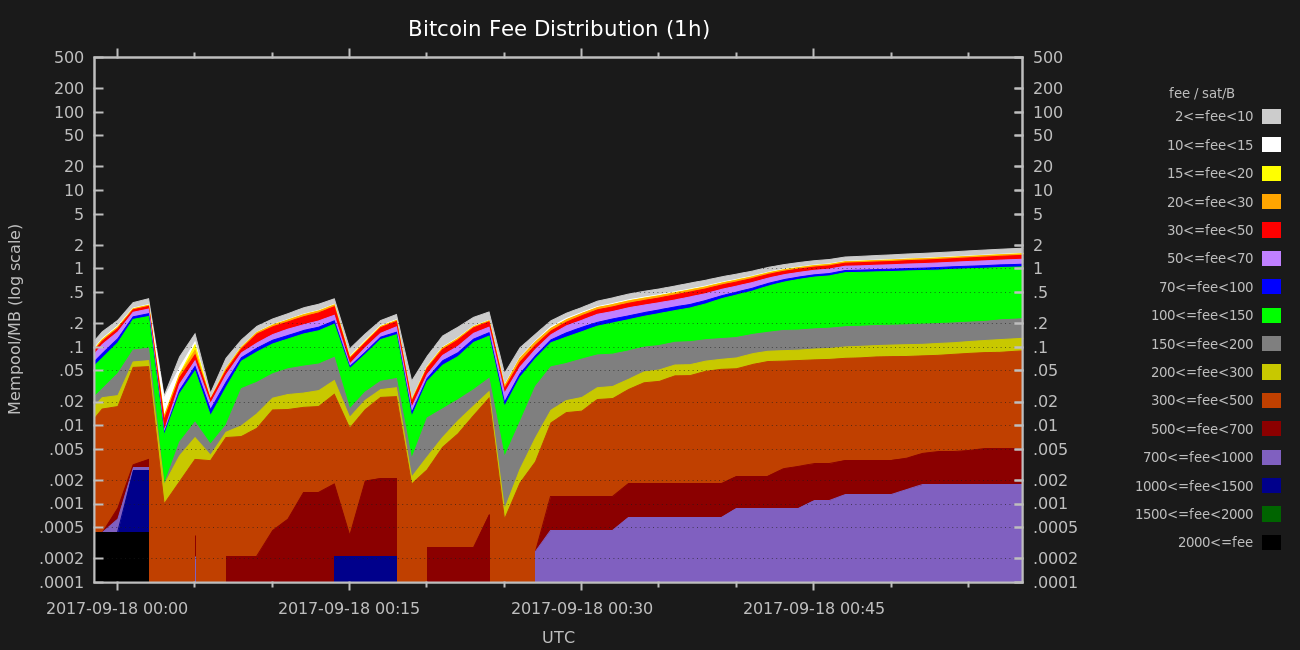 Bitcoin Fee Distribution (1h)
Mempool/MB (log scale)
500
200
100
50
20
10
5
2
1
.5
.2
.1
.05
.02
.01
.005
.002
.001
.0005
.0002
.0001
500
200
100
50
20
10
5
2
1
.5
.2
.1
.05
.02
.01
.005
.002
.001
.0005
.0002
.0001
2017-09-18 00:00 2017-09-18 00:15 2017-09-18 00:30 2017-09-18 00:45
UTC
fee / sat/B
2<=fee<10
10<=fee<15
15<=fee<20
20<=fee<30
30<=fee<50
50<=fee<70
70<=fee<100
100<=fee<150
150<=fee<200
200<=fee<300
300<=fee<500
500<=fee<700
700<=fee<1000
1000<=fee<1500
1500<=fee<2000
2000<=fee